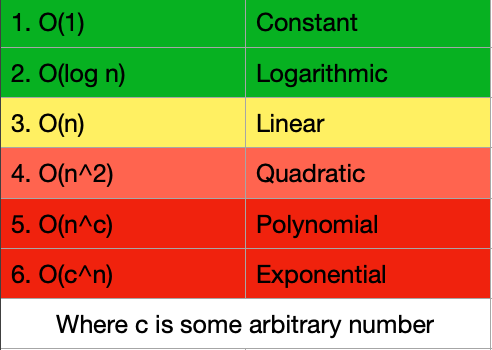 1. O(1) Constant
2. O(log n) Logarithmic
3. O(n) Linear
4. O(n^2) Quadratic
5. O(n^c) Polynomial
6. O(c^n) Exponential
Where c is some arbitrary number